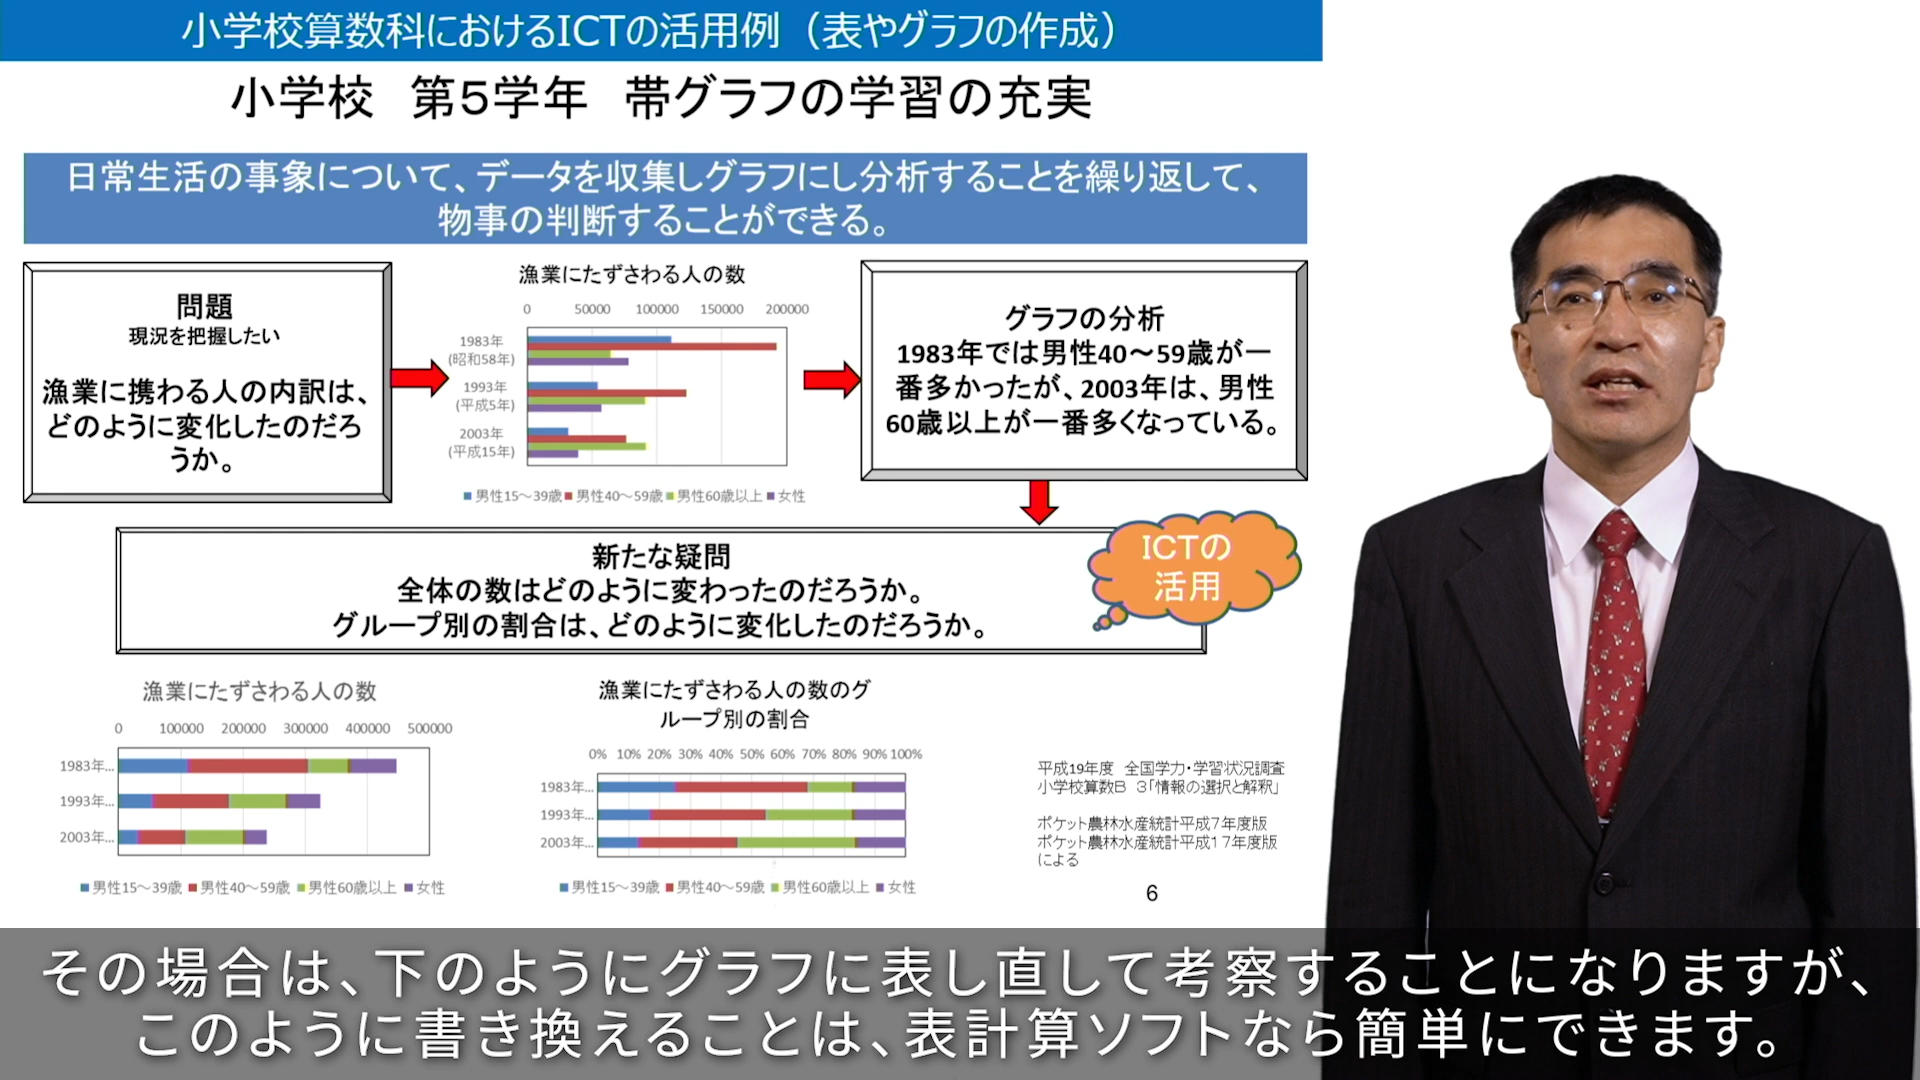 小学校算数科におけるICTの活用例（表やグラフの作成）
小学校　第５学年　帯グラフの学習の充実
日常生活の事象について、データを収集しグラフにし分析することを繰り返して、
物事の判断することができる。
問題
現況を把握したい
漁業に携わる人の内訳は、
どのように変化したのだろ
うか。
漁業にたずさわる人の数
0 50000 100000 150000 200000
1983年
(昭和58年)
1993年
(平成5年)
2003年
(平成15年)
男性15～39歳 男性40～59歳 男性60歳以上 女性
グラフの分析
1983年では男性40～59歳が一
番多かったが、2003年は、男性
60歳以上が一番多くなっている。
新たな疑問
全体の数はどのように変わったのだろうか。
グループ別の割合は、どのように変化したのだろうか。
ICTの
活用
漁業にたずさわる人の数
0 100000 200000 300000 400000 500000
1983年…
1993年…
2003年…
男性15～39歳 男性40～59歳 男性60歳以上 女性
漁業にたずさわる人の数のグ
ループ別の割合
0% 10% 20% 30% 40% 50% 60% 70% 80% 90% 100%
1983年…
1993年…
2003年…
男性15～39歳 男性40～59歳 男性60歳以上 女性
平成19年度　全国学力・学習状況調査
小学校算数Ｂ　３「情報の選択と解釈」
ポケット農林水産統計平成７年度版
ポケット農林水産統計平成１７年度版
による
6
その場合は、下のようにグラフに表し直して考察することになりますが、
このように書き換えることは、表計算ソフトなら簡単にできます。